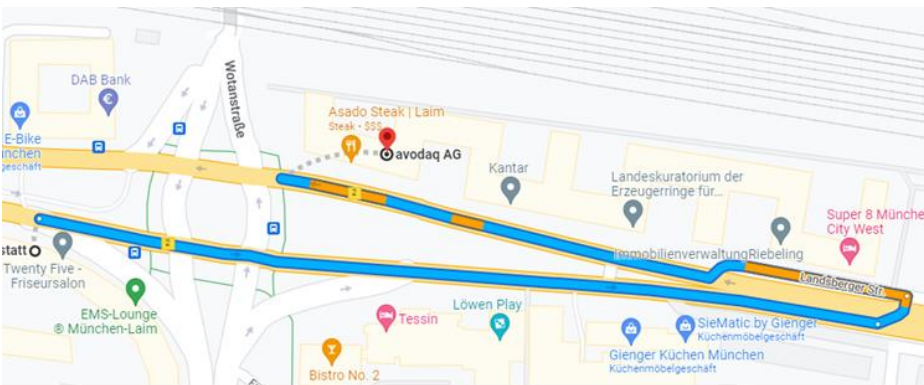 DAB Bank
E-Bike
nchen
gelgeschäft
Wotanstraße
Asado Steak | Laim
Steak • $$$
avodaq AG
Kantar
Landeskuratorium der
Erzeugerringe für...
Super 8 Münche
City West
ImmobilienverwaltungRiebeling
Landsberger Str.
statt
Twenty Five -
Friseursalon
EMS-Lounge
® München-Laim
Tessin
Löwen Play
Bistro No. 2
SieMatic by Gienger
Küchenmöbelgeschäft
Gienger Küchen München
Küchenmöbelgeschäft